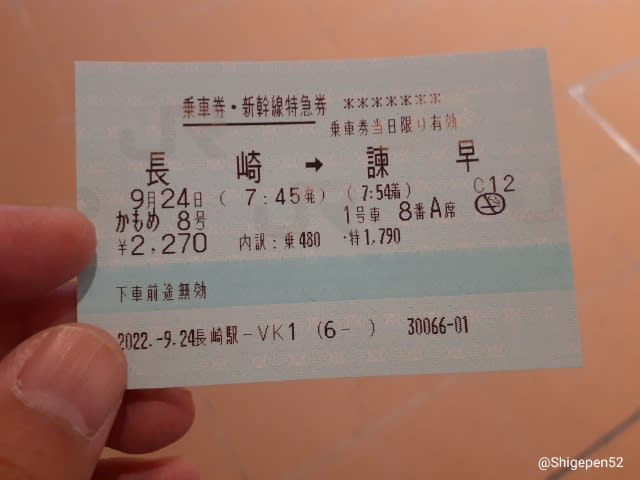 乗車券・新幹線特急券 *******
乗車券当日限り有効
長崎 → 諫早
9月24日 ( 7:45発) (7:54着) C12
かもめ 8号 1号車 8番A席
¥2,270 内訳:乗480 ・特1,790
下車前途無効
2022.-9.24長崎駅-VK1 (6- ) 30066-01
@Shigepen52